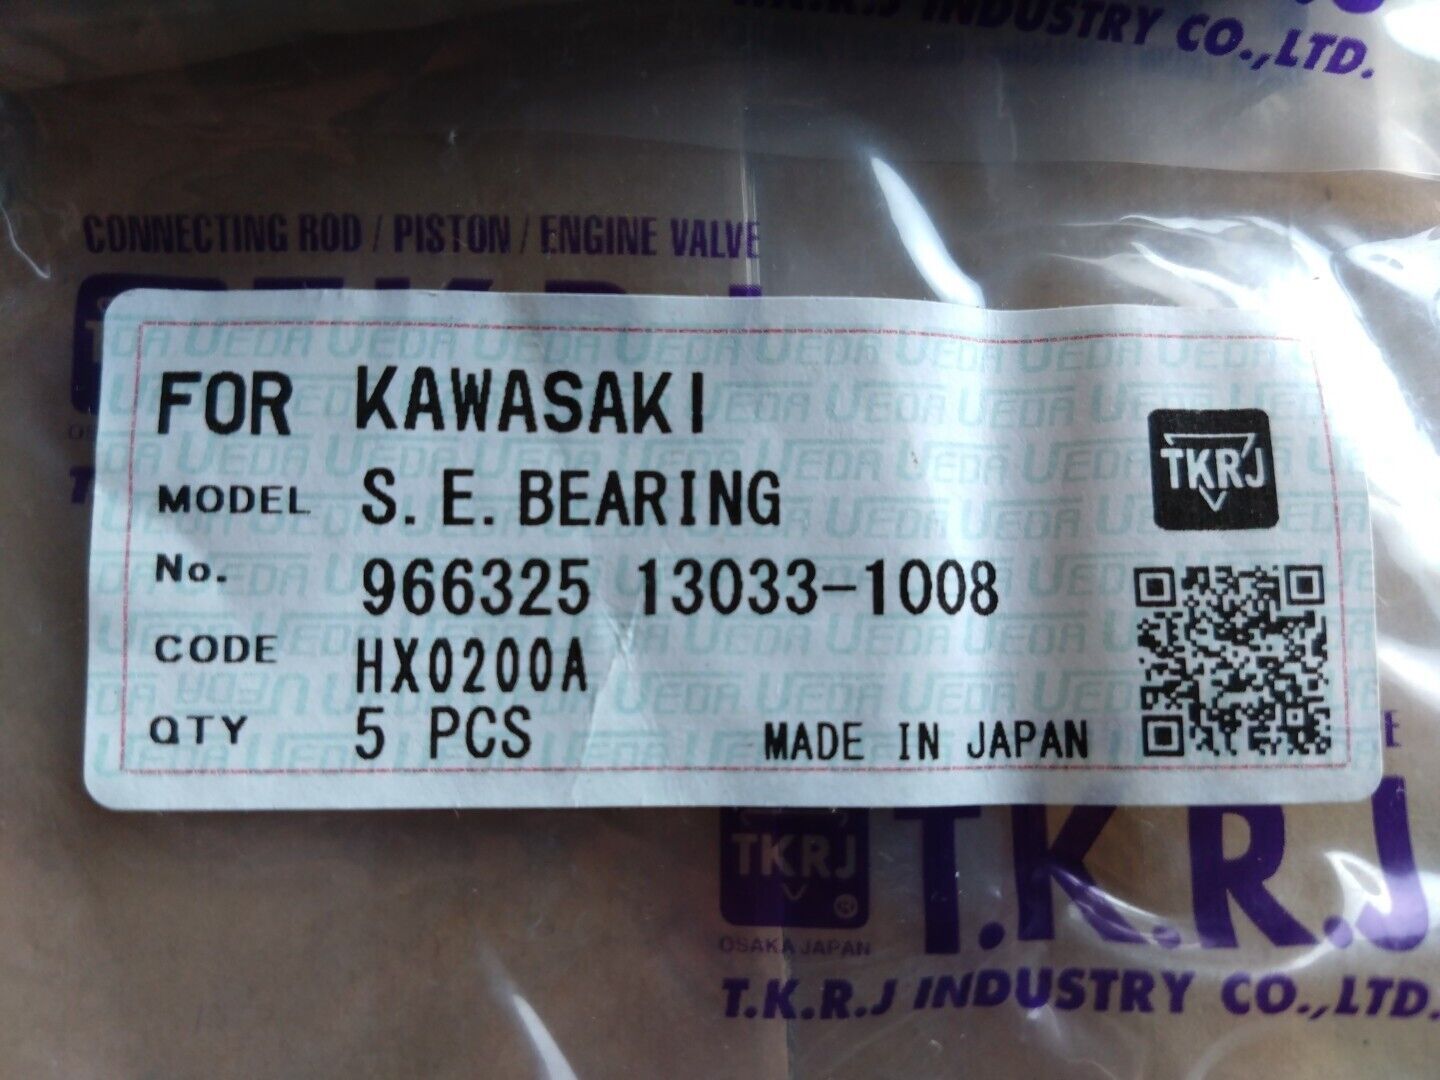 T.K.R.J INDUSTRY CO.,LTD.
CONNECTING ROD / PISTON / ENGINE VALVE
FOR KAWASAKI
MODEL S. E. BEARING
No. 966325 13033-1008
CODE HX0200A
QTY 5 PCS
MADE IN JAPAN
TKRJ
TKRJ ®
OSAKA JAPAN
T.K.R.J
T.K.R.J INDUSTRY CO.,LTD.